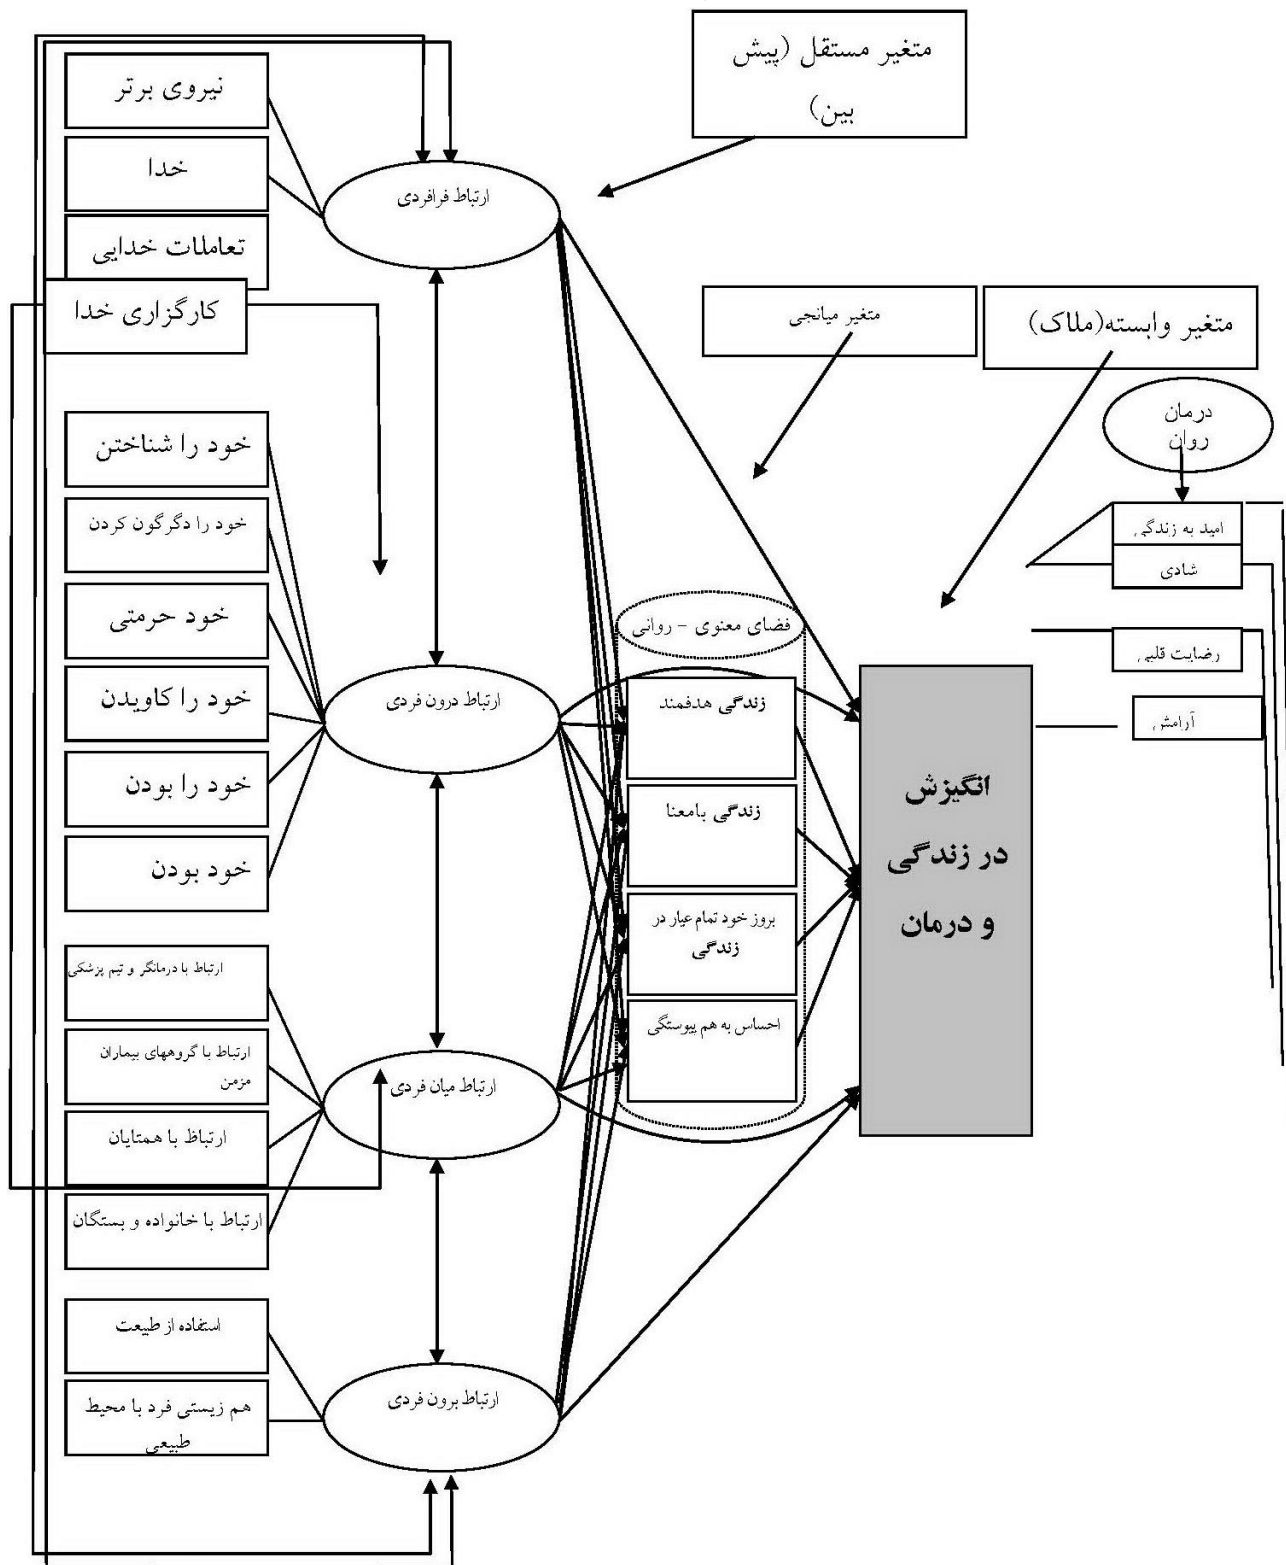 متغیر مستقل (پیش
بین)
نیروی برتر
خدا
تعاملات خدایی
کارگزاری خدا
ارتباط فرافردی
متغیر میانجی
متغیر وابسته(ملاک)
درمان
روان
امید به زندگی
شادی
رضایت قلبی
آرامش
خود را شناختن
خود را دگرگون کردن
خود حرمتی
خود را کاویدن
خود را بودن
خود بودن
ارتباط درون فردی
فضای معنوی - روانی
زندگی هدفمند
زندگی بامعنا
بروز خود تمام عیار در
زندگی
احساس به هم پیوستگی
انگیزش
در زندگی
و درمان
ارتباط با درمانگر و تیم پزشکی
ارتباط با گروههای بیماران
مزمن
ارتباظ با همتایان
ارتباط با خانواده و بستگان
ارتباط میان فردی
استفاده از طبیعت
هم زیستی فرد با محیط
طبیعی
ارتباط برون فردی